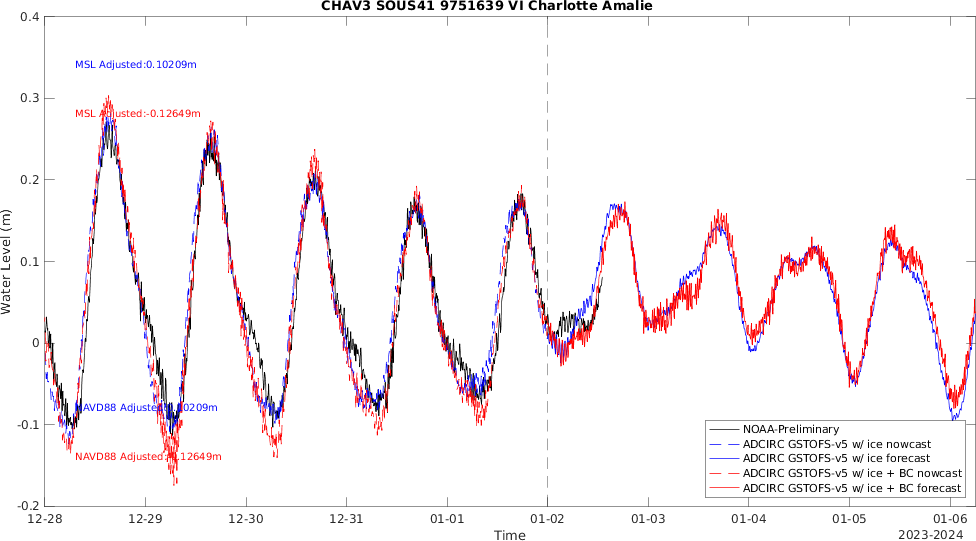 CHAV3 SOUS41 9751639 VI Charlotte Amalie
0.4
MSL Adjusted:0.10209m
0.3
MSL Adjusted:-0.12649m
0.2
Water Level (m)
0.1
0
NAVD88 Adjusted:0.10209m
-0.1
NAVD88 Adjusted:-0.12649m
-0.2
NOAA-Preliminary
ADCIRC GSTOFS-v5 w/ ice nowcast
ADCIRC GSTOFS-v5 w/ ice forecast
ADCIRC GSTOFS-v5 w/ ice + BC nowcast
ADCIRC GSTOFS-v5 w/ ice + BC forecast
12-28 12-29 12-30 12-31 01-01 01-02 01-03 01-04 01-05 01-06
Time
2023-2024